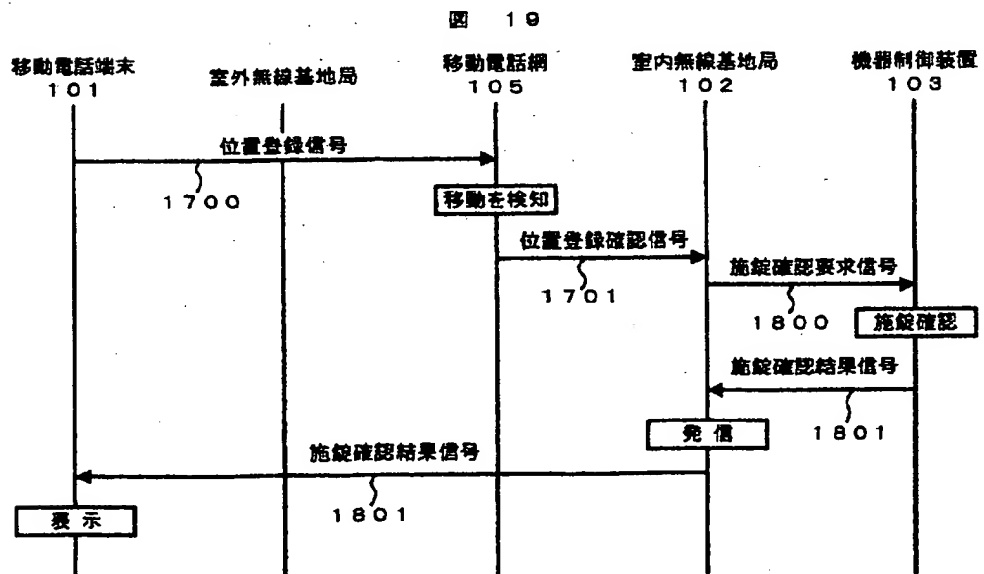 図 19
移動電話端末
101
室外無線基地局
移動電話網
105
室内無線基地局
102
機器制御装置
103
位置登録信号
1700
移動を検知
位置登録確認信号
1701
施錠確認要求信号
1800
施錠確認
施錠確認結果信号
1801
発信
施錠確認結果信号
1801
表示